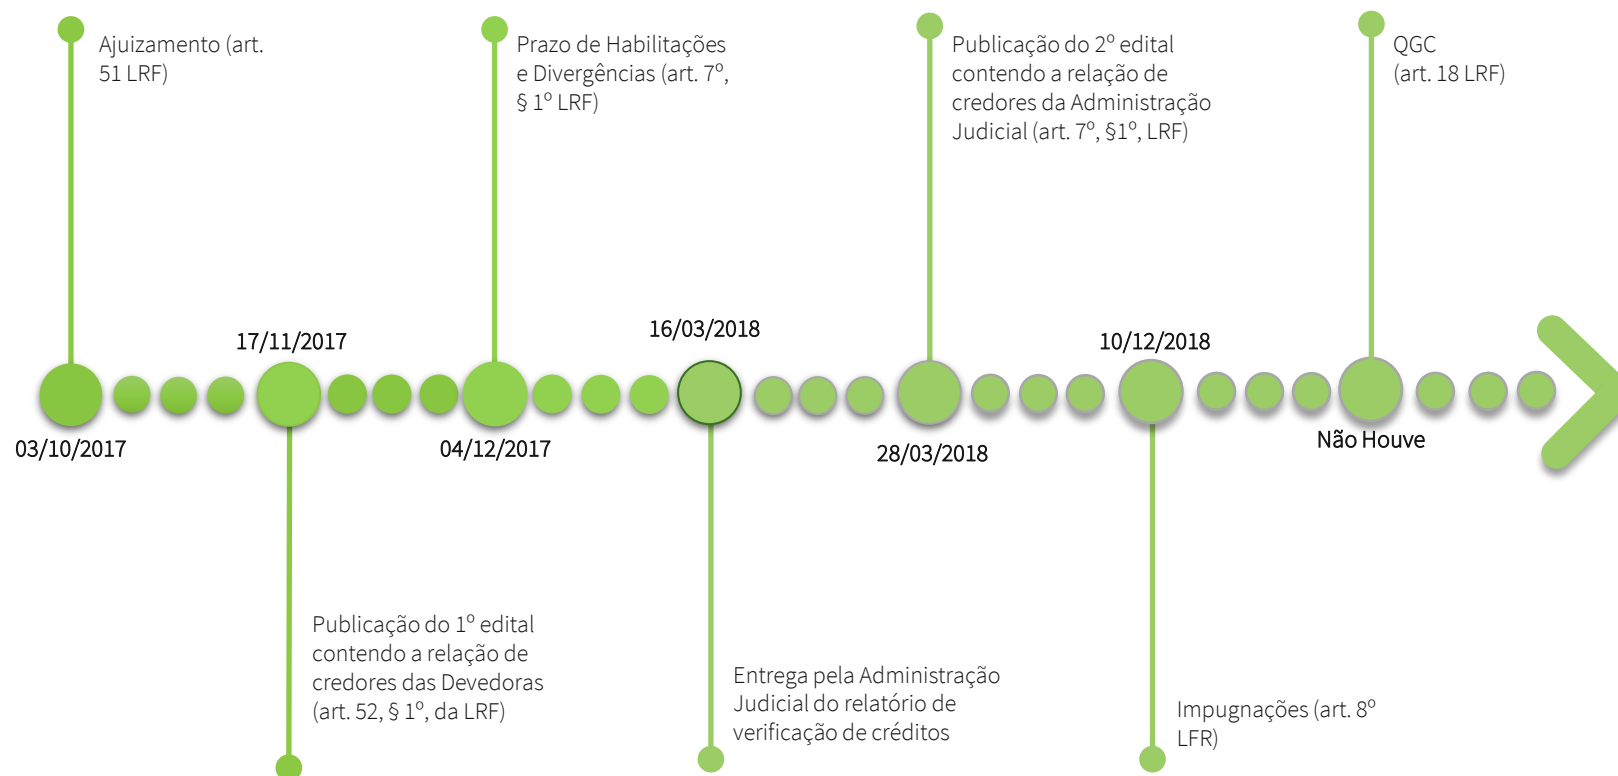 Ajuizamento (art.
51 LRF)
Prazo de Habilitações
e Divergências (art. 7º,
§ 1º LRF)
Publicação do 2º edital
contendo a relação de
credores da Administração
Judicial (art. 7º, §1º, LRF)
QGC
(art. 18 LRF)
17/11/2017
16/03/2018
10/12/2018
03/10/2017
04/12/2017
28/03/2018
Não Houve
Publicação do 1º edital
contendo a relação de
credores das Devedoras
(art. 52, § 1º, da LRF)
Entrega pela Administração
Judicial do relatório de
verificação de créditos
Impugnações (art. 8º
LFR)